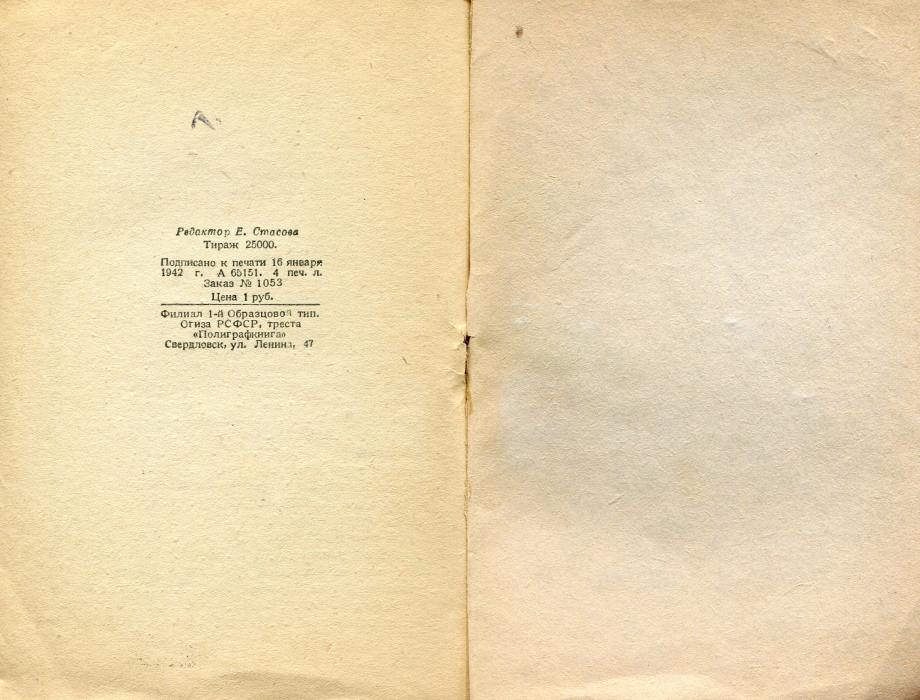 Редактор Е. Стасова
Тираж 25000.
Подписано к печати 16 января
1942 г. А 65151. 4 печ. л.
Заказ № 1053
Цена 1 руб.
Филиал 1-й Образцовой тип.
Огиза РСФСР, треста
«Полиграфкнига»
Свердловск, ул. Ленина, 47